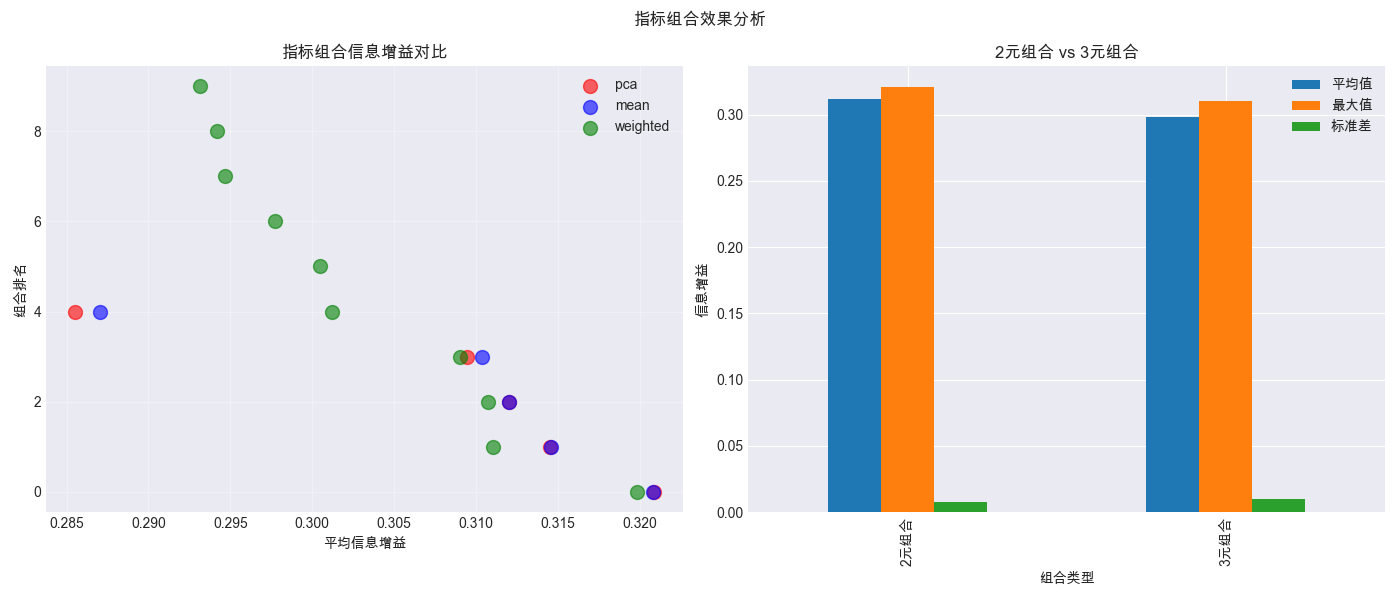 指标组合效果分析
指标组合信息增益对比
pca
mean
weighted
8
6
4
2
0
组合排名
0.285 0.290 0.295 0.300 0.305 0.310 0.315 0.320
平均信息增益
2元组合 vs 3元组合
平均值
最大值
标准差
0.30
0.25
0.20
0.15
0.10
0.05
0.00
信息增益
2元组合 3元组合
组合类型